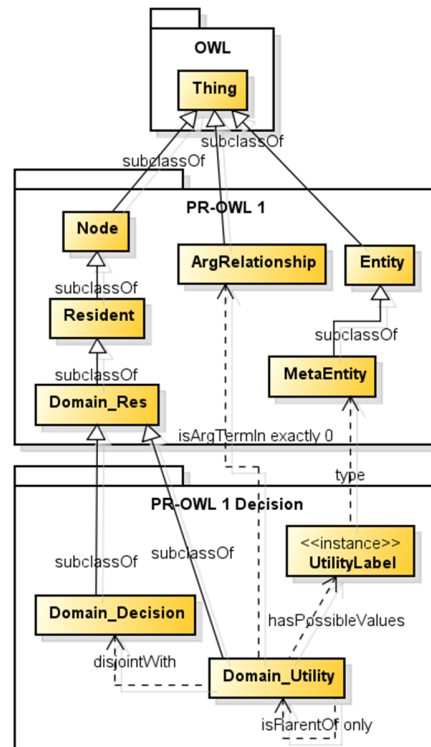 OWL
Thing
subclassOf
subclassOf
PR-OWL 1
Node
ArgRelationship
Entity
subclassOf
Resident
subclassOf
subclassOf
MetaEntity
Domain_Res
isArgTermIn exactly 0
type
PR-OWL 1 Decision
<<instance>>
UtilityLabel
subclassOf
subclassOf
Domain_Decision
hasPossibleValues
disjointWith
Domain_Utility
isParentOf only